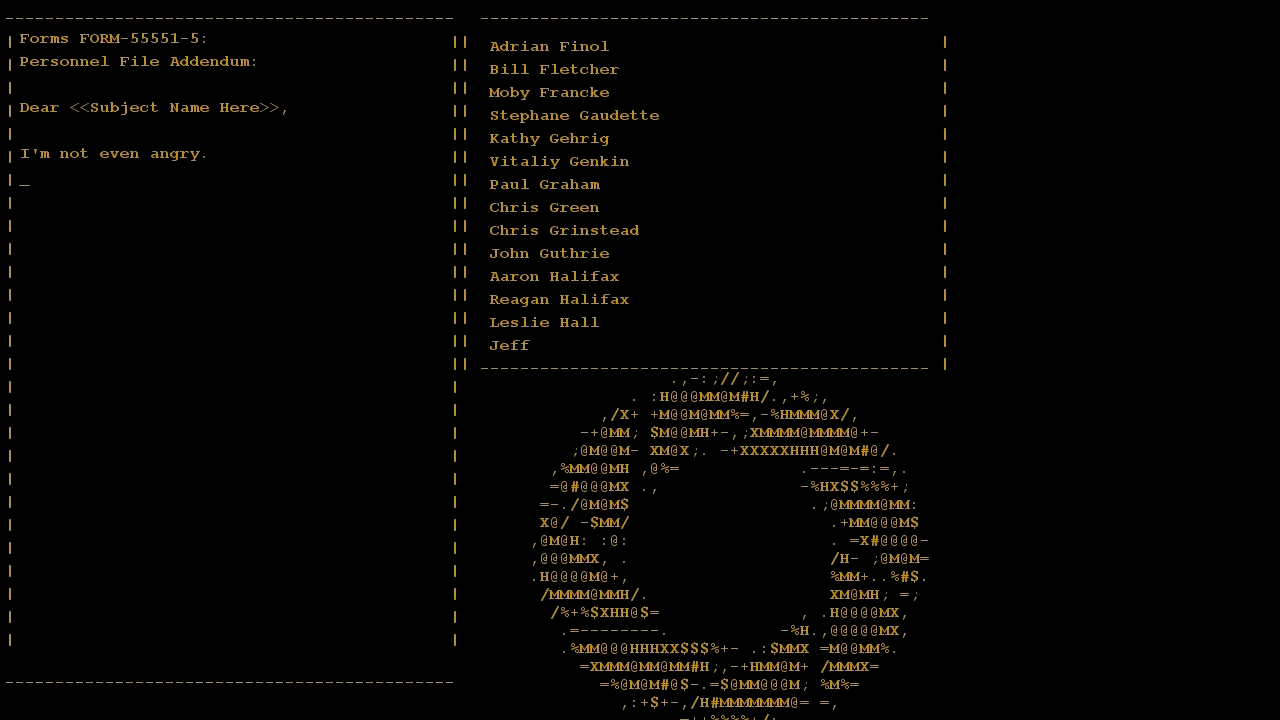 Forms FORM-55551-5:
Personnel File Addendum:
Dear <<Subject Name Here>>,
I'm not even angry.
_
Adrian Finol
Bill Fletcher
Moby Francke
Stephane Gaudette
Kathy Gehrig
Vitaliy Genkin
Paul Graham
Chris Green
Chris Grinstead
John Guthrie
Aaron Halifax
Reagan Halifax
Leslie Hall
Jeff